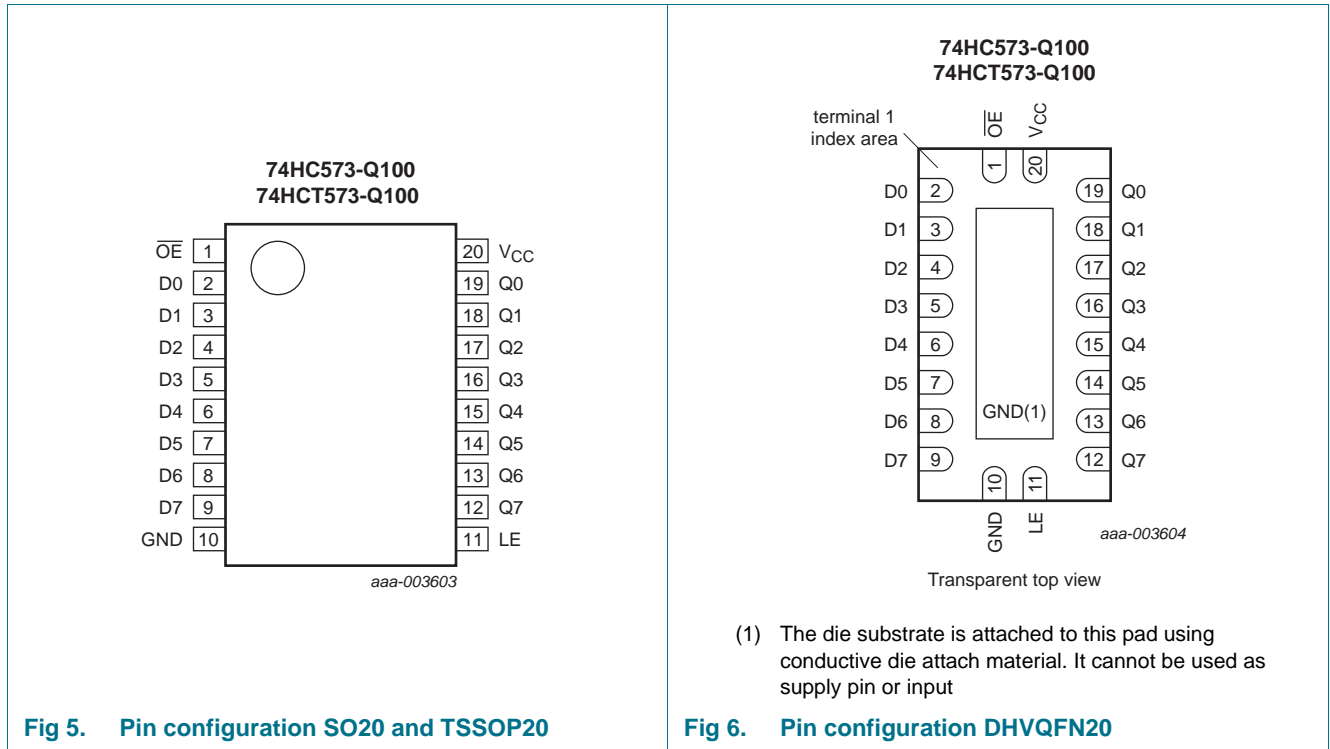 74HC573-Q100
74HCT573-Q100
OE 1
D0 2
D1 3
D2 4
D3 5
D4 6
D5 7
D6 8
D7 9
GND 10
20 VCC
19 Q0
18 Q1
17 Q2
16 Q3
15 Q4
14 Q5
13 Q6
12 Q7
11 LE
aaa-003603
Fig 5. Pin configuration SO20 and TSSOP20
74HC573-Q100
74HCT573-Q100
terminal 1
index area
OE
VCC
1
20
D0 2
D1 3
D2 4
D3 5
D4 6
D5 7
D6 8
D7 9
19 Q0
18 Q1
17 Q2
16 Q3
15 Q4
14 Q5
13 Q6
12 Q7
GND(1)
10
11
GND
LE
aaa-003604
Transparent top view
(1) The die substrate is attached to this pad using
conductive die attach material. It cannot be used as
supply pin or input
Fig 6. Pin configuration DHVQFN20